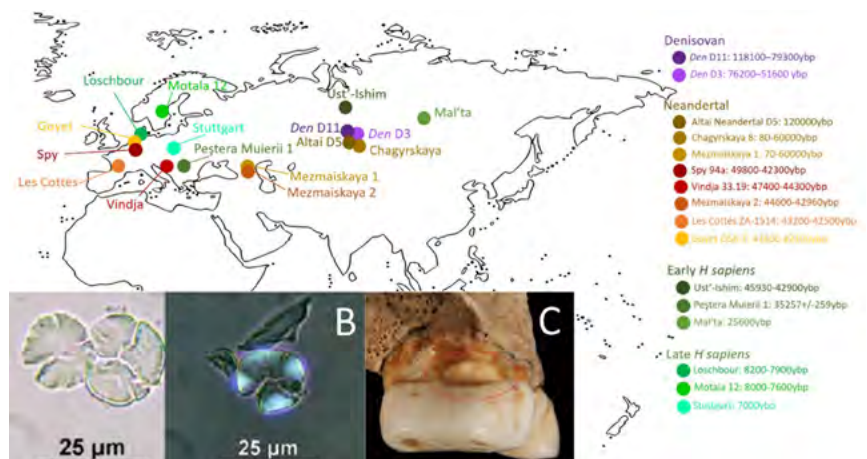 Motala 12
Loschbour
Goyet
Spy
Les Cottes
Vindja
Stuttgart
Peştera Muierii 1
Mezmaiskaya 1
Mezmaiskaya 2
Ust'-Ishim
Mal'ta
Den D11
Den D3
Altai D5
Chagyrskaya
Denisovan
Den D11: 118100–79300ybp
Den D3: 76200–51600 ybp
Neandertal
Altai Neandertal D5: 120000ybp
Chagyrskaya 8: 80-60000ybp
Mezmaiskaya 1: 70-60000ybp
Spy 94a: 49800-42300ybp
Vindja 33.19: 47400-44300ybp
Mezmaiskaya 2: 44600-42960ybp
Les Cottés ZA-1514: 43200-42500ybp
Early H sapiens
Ust'-Ishim: 45930-42900ybp
Peştera Muierii 1: 35257+/-259ybp
Mal'ta: 25600ybp
Late H sapiens
Loschbour: 8200-7900ybp
Motala 12: 8000-7600ybp
7000ybp
25 µm
B
25 µm
C